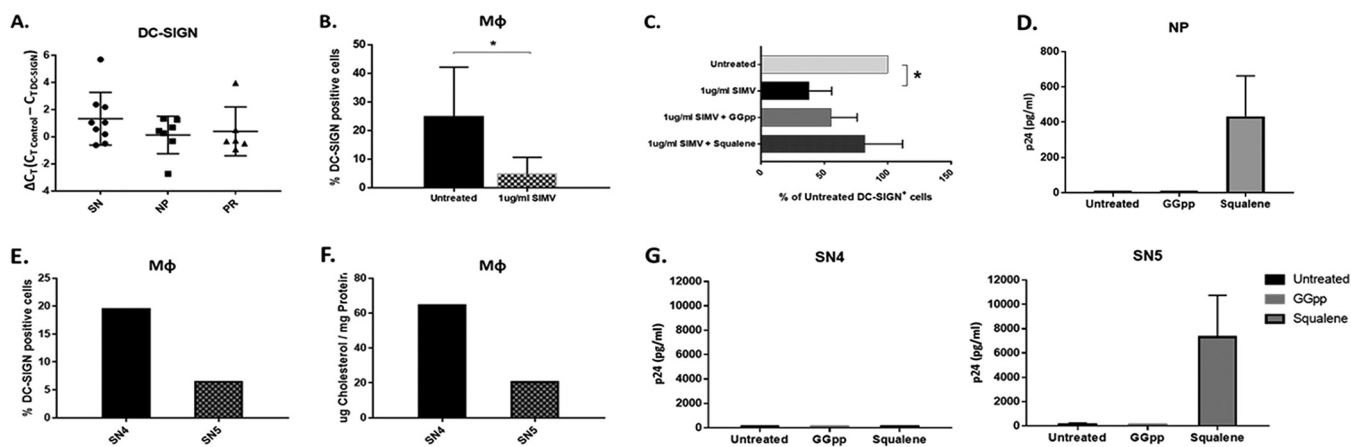 A.
DC-SIGN
ΔCT(CT Control – CTDC-SIGN)
6
4
2
0
-2
-4
SN
NP
PR
B.
Mϕ
*
% DC-SIGN positive cells
50
40
30
20
10
0
Untreated
1ug/ml SIMV
C.
Untreated
1ug/ml SIMV
1ug/ml SIMV + GGpp
1ug/ml SIMV + Squalene
*
0
50
100
150
% of Untreated DC-SIGN+ cells
D.
NP
p24 (pg/ml)
800
600
400
200
0
Untreated
GGpp
Squalene
E.
Mϕ
% DC-SIGN positive cells
25
20
15
10
5
0
SN4
SN5
F.
Mϕ
ug Cholesterol / mg Protein
80
60
40
20
0
SN4
SN5
G.
SN4
p24 (pg/ml)
12000
10000
8000
6000
4000
2000
0
Untreated
GGpp
Squalene
SN5
p24 (pg/ml)
12000
10000
8000
6000
4000
2000
0
Untreated
GGpp
Squalene
Untreated
GGpp
Squalene